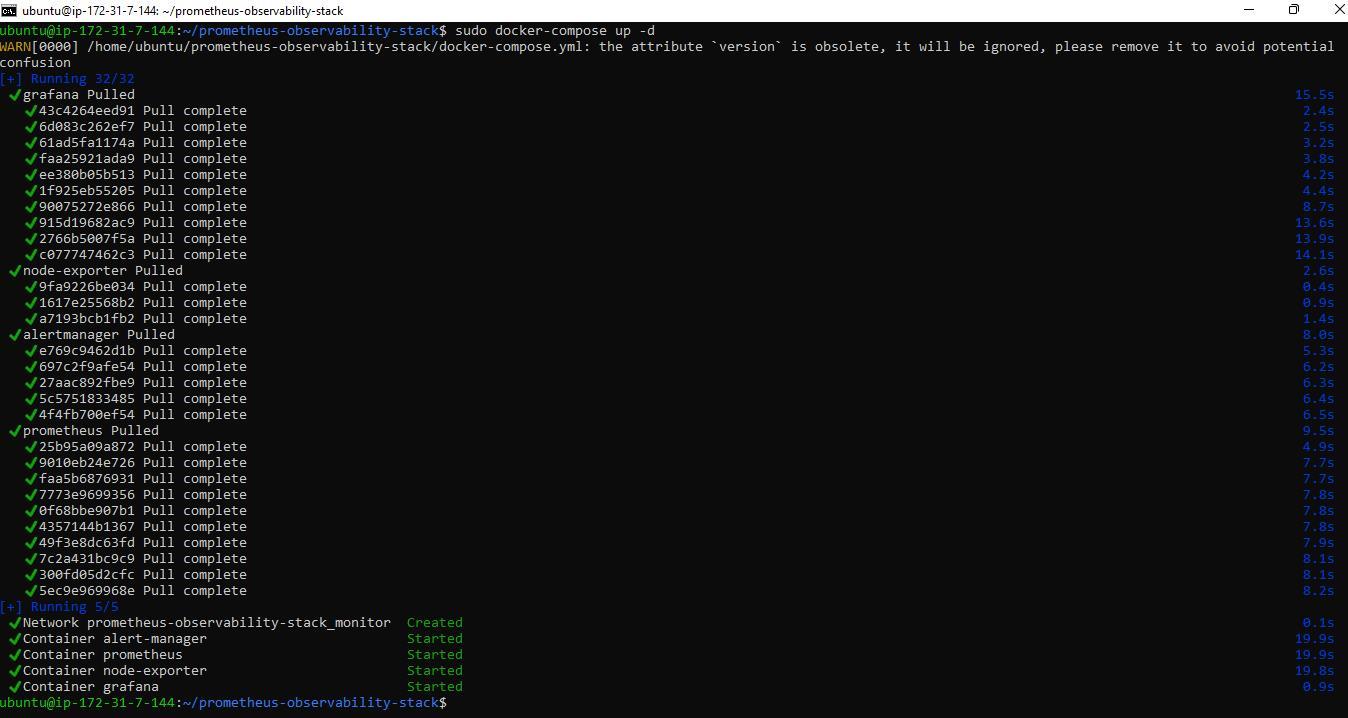 ubuntu@ip-172-31-7-144: ~/prometheus-observability-stack
ubuntu@ip-172-31-7-144:~/prometheus-observability-stack$ sudo docker-compose up -d
WARN[0000] /home/ubuntu/prometheus-observability-stack/docker-compose.yml: the attribute `version` is obsolete, it will be ignored, please remove it to avoid potential
confusion
[+] Running 32/32
✔grafana Pulled 15.5s
✔43c4264eed91 Pull complete 2.4s
✔6d083c262ef7 Pull complete 2.5s
✔61ad5fa1174a Pull complete 3.2s
✔faa25921ada9 Pull complete 3.8s
✔ee380b05b513 Pull complete 4.2s
✔1f925eb55205 Pull complete 4.4s
✔90075272e866 Pull complete 8.7s
✔915d19682ac9 Pull complete 13.6s
✔2766b5007f5a Pull complete 13.9s
✔c077747462c3 Pull complete 14.1s
✔node-exporter Pulled 2.6s
✔9fa9226be034 Pull complete 0.4s
✔1617e25568b2 Pull complete 0.9s
✔a7193bcb1fb2 Pull complete 1.4s
✔alertmanager Pulled 8.0s
✔e769c9462d1b Pull complete 5.3s
✔697c2f9afe54 Pull complete 6.2s
✔27aac892fbe9 Pull complete 6.3s
✔5c5751833485 Pull complete 6.4s
✔4f4fb700ef54 Pull complete 6.5s
✔prometheus Pulled 9.5s
✔25b95a09a872 Pull complete 4.9s
✔9010eb24e726 Pull complete 7.7s
✔faa5b6876931 Pull complete 7.7s
✔7773e9699356 Pull complete 7.8s
✔0f68bbe907b1 Pull complete 7.8s
✔4357144b1367 Pull complete 7.8s
✔49f3e8dc63fd Pull complete 7.9s
✔7c2a431bc9c9 Pull complete 8.1s
✔300fd05d2cfc Pull complete 8.1s
✔5ec9e969968e Pull complete 8.2s
[+] Running 5/5
✔Network prometheus-observability-stack_monitor Created 0.1s
✔Container alert-manager Started 19.9s
✔Container prometheus Started 19.9s
✔Container node-exporter Started 19.8s
✔Container grafana Started 0.9s
ubuntu@ip-172-31-7-144:~/prometheus-observability-stack$